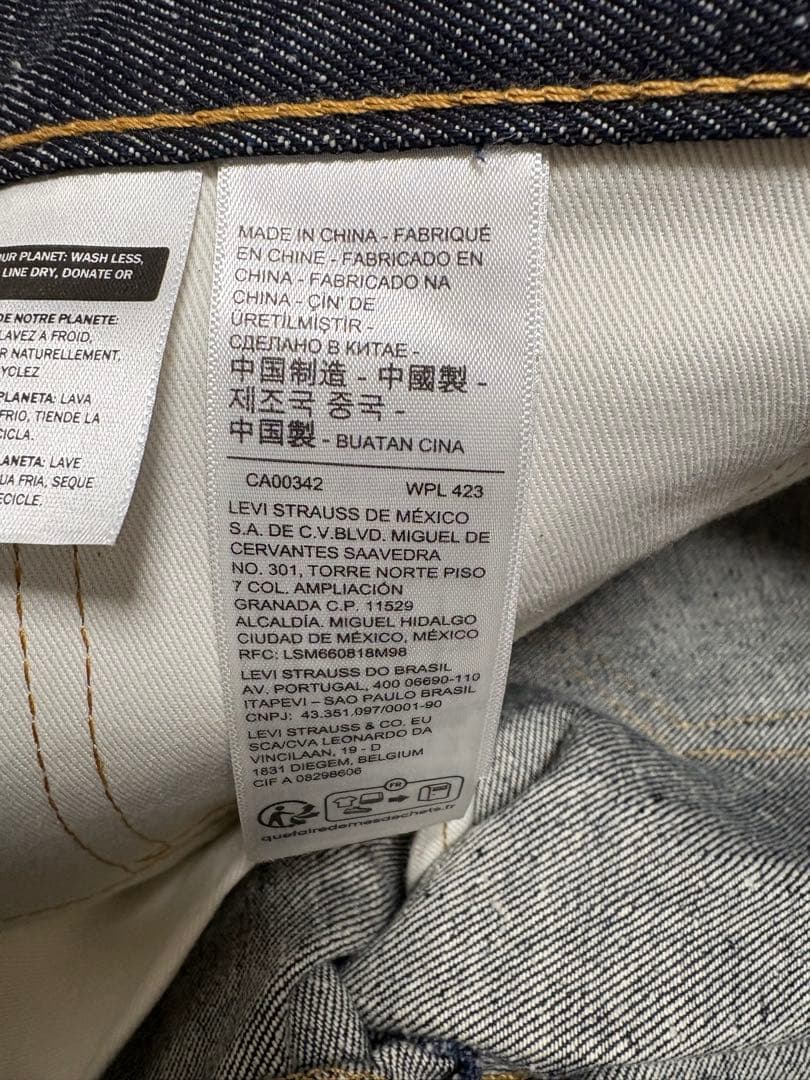 UR PLANET: WASH LESS,
LINE DRY, DONATE OR
DE NOTRE PLANETE:
LAVEZ A FROID,
R NATURELLEMENT,
YCLEZ
PLANETA: LAVA
FRIO, TIENDE LA
CICLA.
ANETA: LAVE
UA FRIA, SEQUE
ECICLE.
MADE IN CHINA - FABRIQUÉ
EN CHINE - FABRICADO EN
CHINA - FABRICADO NA
CHINA - ÇİN' DE
ÜRETİLMİŞTİR -
СДЕЛАНО В КИТАЕ -
中国制造 - 中國製 -
제조국 중국 -
中国製 - BUATAN CINA
CA00342 WPL 423
LEVI STRAUSS DE MÉXICO
S.A. DE C.V.BLVD. MIGUEL DE
CERVANTES SAAVEDRA
NO. 301, TORRE NORTE PISO
7 COL. AMPLIACIÓN
GRANADA C.P. 11529
ALCALDÍA. MIGUEL HIDALGO
CIUDAD DE MÉXICO, MÉXICO
RFC: LSM660818M98
LEVI STRAUSS DO BRASIL
AV. PORTUGAL, 400 06690-110
ITAPEVI – SAO PAULO BRASIL
CNPJ: 43.351.097/0001-90
LEVI STRAUSS & CO. EU
SCA/CVA LEONARDO DA
VINCILAAN, 19 - D
1831 DIEGEM, BELGIUM
CIF A 08298606
FR
quefairedemesdechets.fr